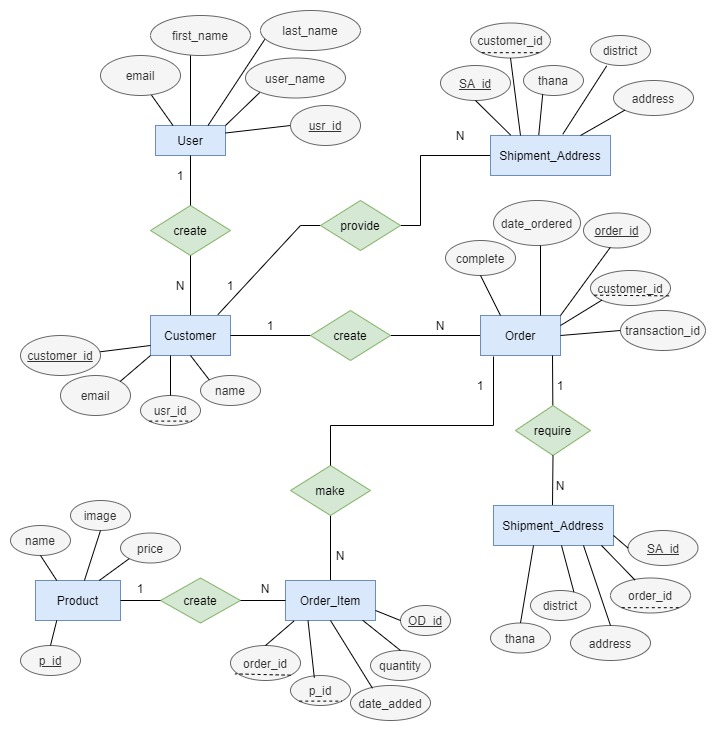 first_name
last_name
email
user_name
usr_id
User
1
create
N
customer_id
district
SA_id
thana
address
N
Shipment_Address
provide
1
date_ordered
order_id
complete
customer_id
transaction_id
Customer
1
create
N
Order
customer_id
email
usr_id
name
1
1
require
N
make
N
Shipment_Address
SA_id
order_id
district
thana
address
image
name
price
Product
1
create
N
Order_Item
p_id
OD_id
order_id
quantity
p_id
date_added